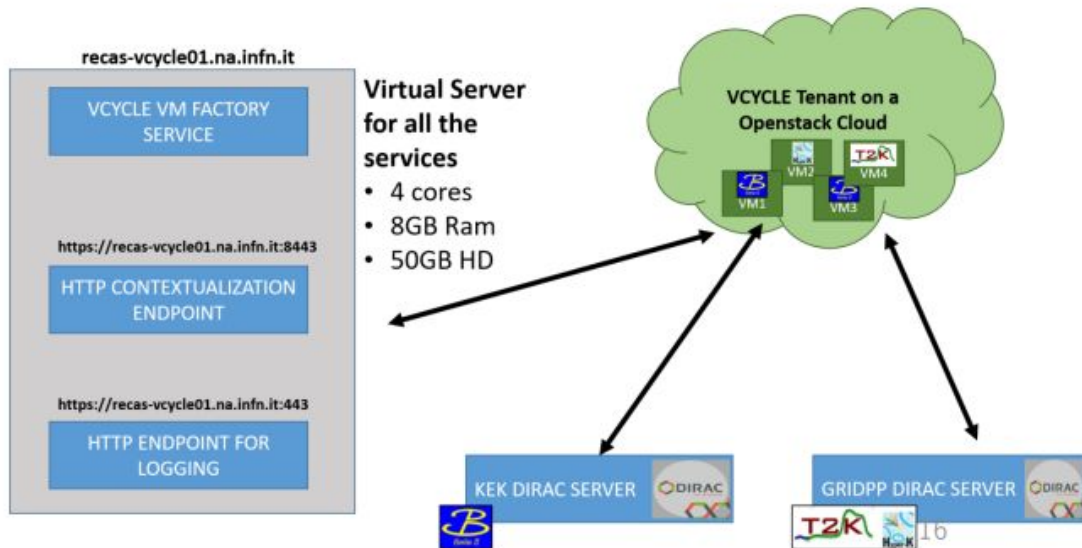 recas-vcycle01.na.infn.it
VCYCLE VM FACTORY
SERVICE
https://recas-vcycle01.na.infn.it:8443
HTTP CONTEXTUALIZATION
ENDPOINT
https://recas-vcycle01.na.infn.it:443
HTTP ENDPOINT FOR
LOGGING
Virtual Server
for all the
services
• 4 cores
• 8GB Ram
• 50GB HD
VCYCLE Tenant on a
Openstack Cloud
VM2
T2K
VM4
B
VM1
B
VM3
KEK DIRAC SERVER
DIRAC
B
GRIDPP DIRAC SERVER
DIRAC
T2K
16